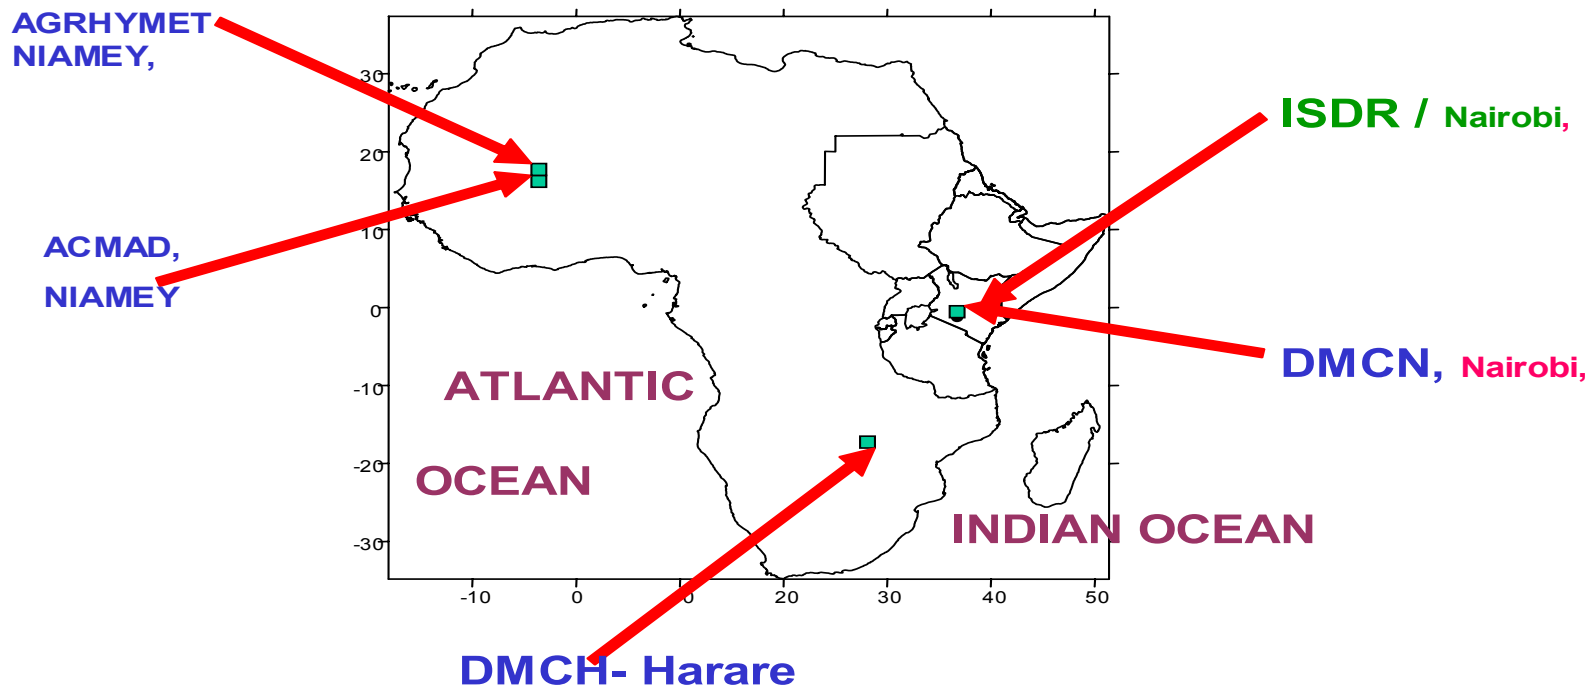 AGRHYMET
NIAMEY,
ISDR / Nairobi,
ACMAD,
NIAMEY
DMCN, Nairobi,
ATLANTIC
OCEAN
INDIAN OCEAN
DMCH- Harare
30
20
10
0
-10
-20
-30
-10
0
10
20
30
40
50